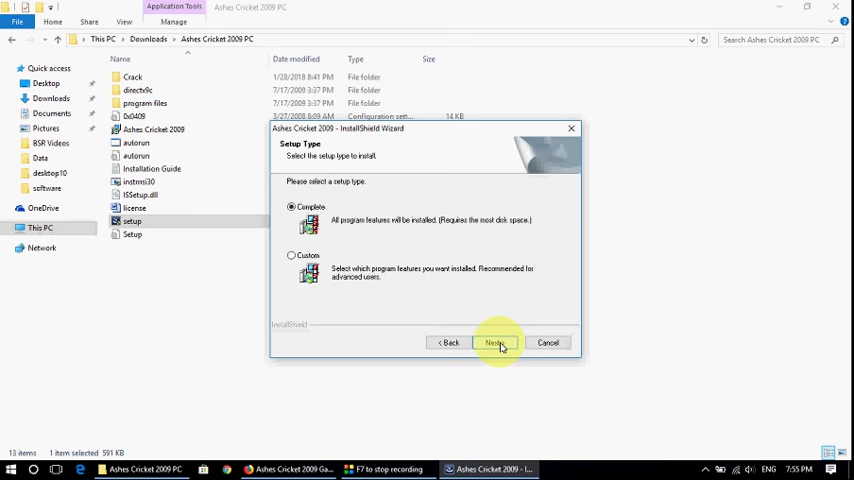 Application Tools
Ashes Cricket 2009 PC
File Home Share View Manage
This PC Downloads Ashes Cricket 2009 PC
Search Ashes Cricket 2009 PC
Name Date modified Type Size
Quick access
Desktop
Downloads
Documents
Pictures
BSR Videos
Data
desktop10
software
OneDrive
This PC
Network
Crack 1/28/2018 8:41 PM File folder
directx9c 7/17/2009 3:37 PM File folder
program files 7/17/2009 3:37 PM File folder
0x0409 3/27/2008 8:09 AM Configuration sett... 14 KB
Ashes Cricket 2009
autorun
autorun
Installation Guide
instmsi30
ISSetup.dll
license
setup
Setup
Ashes Cricket 2009 - InstallShield Wizard
Setup Type
Select the setup type to install.
Please select a setup type.
Complete
All program features will be installed. (Requires the most disk space.)
Custom
Select which program features you want installed. Recommended for
advanced users.
InstallShield
< Back Next Cancel
13 items 1 item selected 591 KB
Ashes Cricket 2009 PC
Ashes Cricket 2009 Ga...
F7 to stop recording
Ashes Cricket 2009 - I...
ENG 7:55 PM